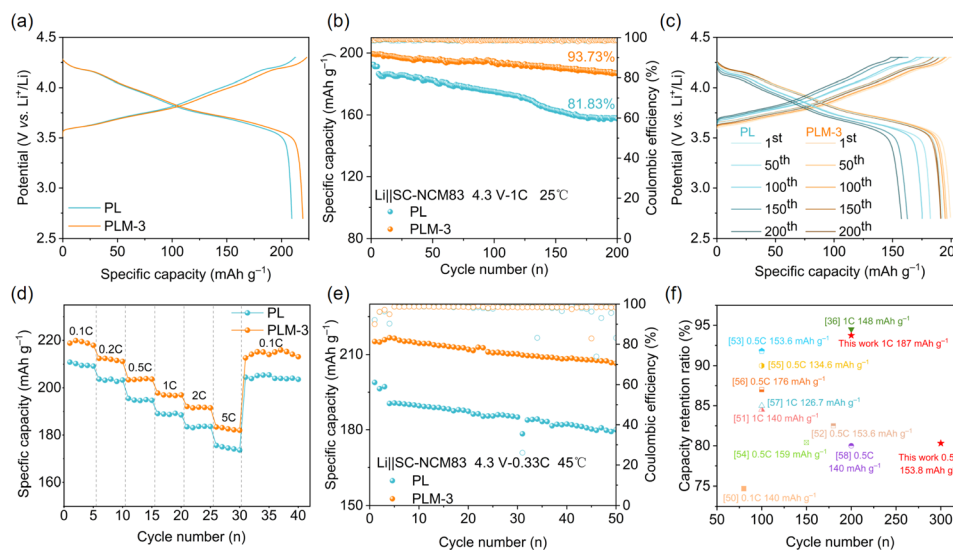 (a)
4.5
4.0
3.5
3.0
2.5
Potential (V vs. Li⁺/Li)
PL
PLM-3
0 50 100 150 200
Specific capacity (mAh g⁻¹)
(b)
200
160
120
80
Specific capacity (mAh g⁻¹)
93.73%
81.83%
Li||SC-NCM83 4.3 V-1C 25℃
PL
PLM-3
100
80
60
40
20
0
Coulombic efficiency (%)
0 50 100 150 200
Cycle number (n)
(c)
4.5
4.0
3.5
3.0
2.5
Potential (V vs. Li⁺/Li)
PL PLM-3
1st 1st
50th 50th
100th 100th
150th 150th
200th 200th
0 50 100 150 200
Specific capacity (mAh g⁻¹)
(d)
220
200
180
160
Specific capacity (mAh g⁻¹)
PL
PLM-3
0.1C
0.2C
0.5C
1C
2C
5C
0.1C
0 10 20 30 40
Cycle number (n)
(e)
240
210
180
150
Specific capacity (mAh g⁻¹)
Li||SC-NCM83 4.3 V-0.33C 45℃
PL
PLM-3
100
80
60
40
20
0
Coulombic efficiency (%)
0 10 20 30 40 50
Cycle number (n)
(f)
95
90
85
80
75
Capacity retention ratio (%)
[36] 1C 148 mAh g⁻¹
This work 1C 187 mAh g⁻¹
[53] 0.5C 153.6 mAh g⁻¹
[55] 0.5C 134.6 mAh g⁻¹
[56] 0.5C 176 mAh g⁻¹
[57] 1C 126.7 mAh g⁻¹
[51] 1C 140 mAh g⁻¹
[52] 0.5C 153.6 mAh g⁻¹
[54] 0.5C 159 mAh g⁻¹
[58] 0.5C
140 mAh g⁻¹
This work 0.5
153.8 mAh g⁻¹
[50] 0.1C 140 mAh g⁻¹
50 100 150 200 250 300
Cycle number (n)